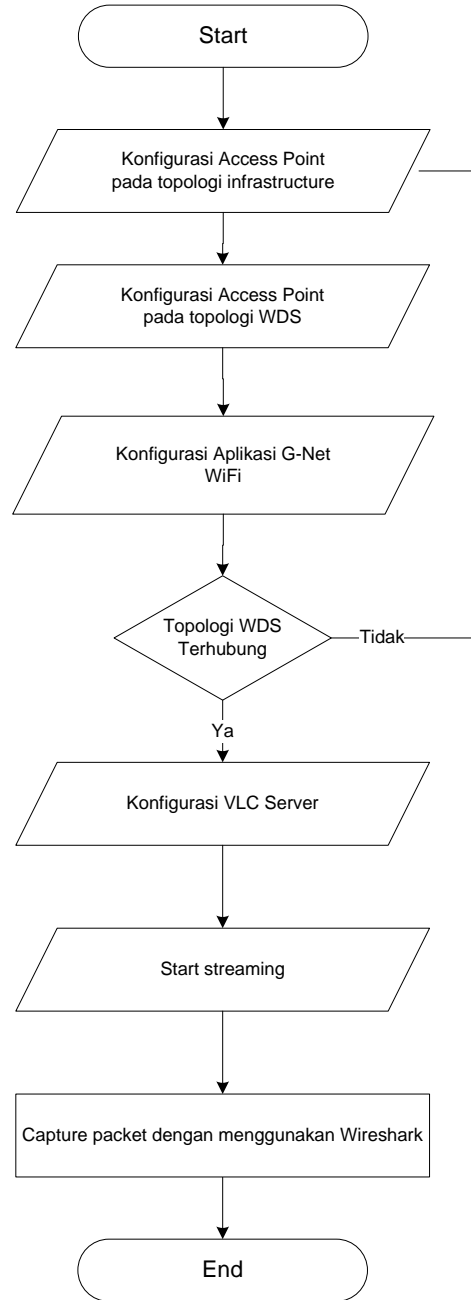 Start
Konfigurasi Access Point
pada topologi infrastructure
Konfigurasi Access Point
pada topologi WDS
Konfigurasi Aplikasi G-Net
WiFi
Topologi WDS
Terhubung
Tidak
Ya
Konfigurasi VLC Server
Start streaming
Capture packet dengan menggunakan Wireshark
End